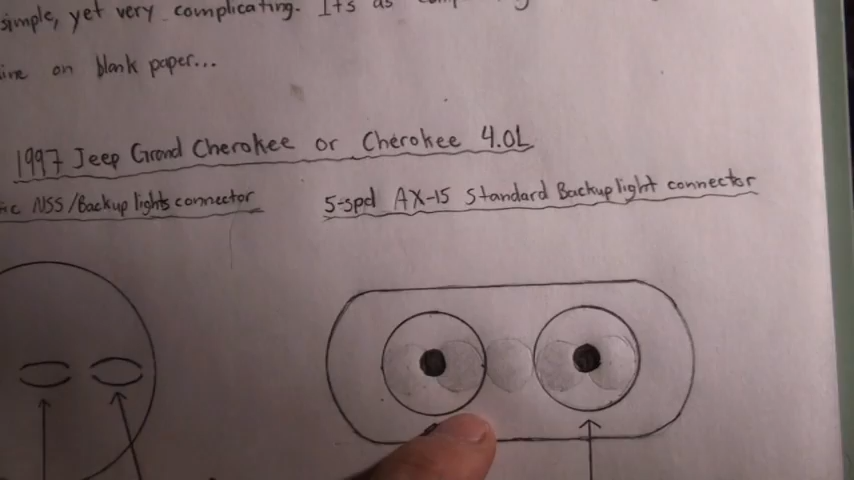 simple, yet very complicating. It's as
on blank paper...
1997 Jeep Grand Cherokee or Cherokee 4.0L
NSS/Backup lights connector
5-spd AX-15 Standard Backup light connector